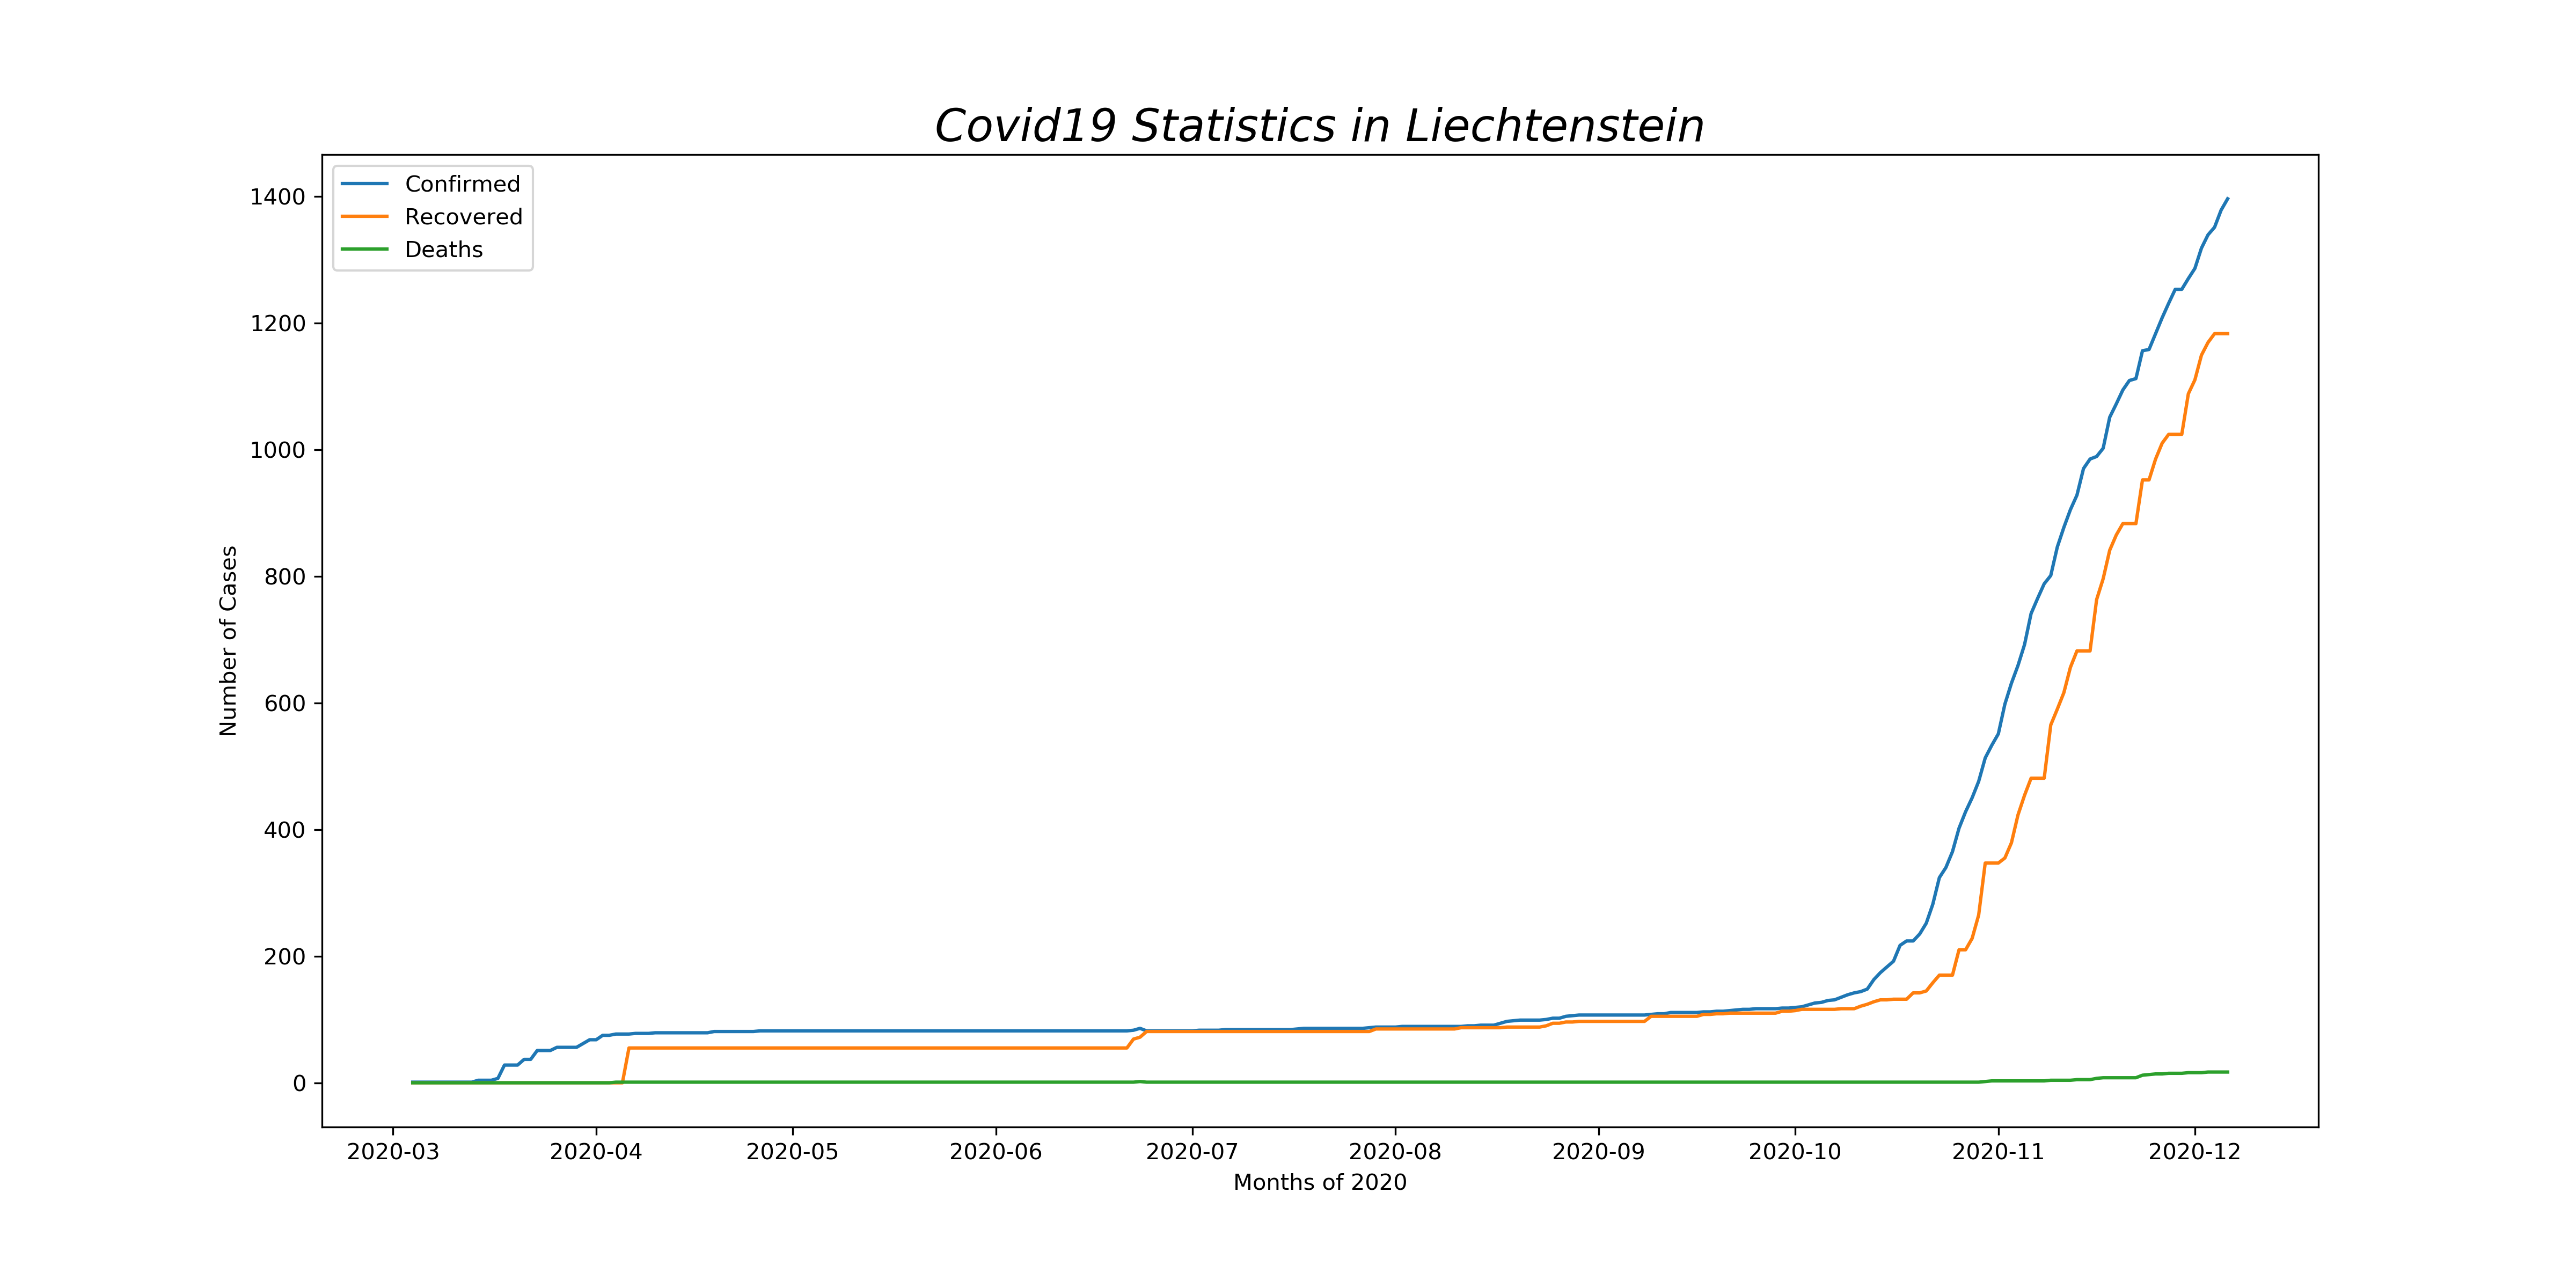 Covid19 Statistics in Liechtenstein
Confirmed
Recovered
Deaths
1400
1200
1000
800
600
400
200
0
Number of Cases
2020-03 2020-04 2020-05 2020-06 2020-07 2020-08 2020-09 2020-10 2020-11 2020-12
Months of 2020